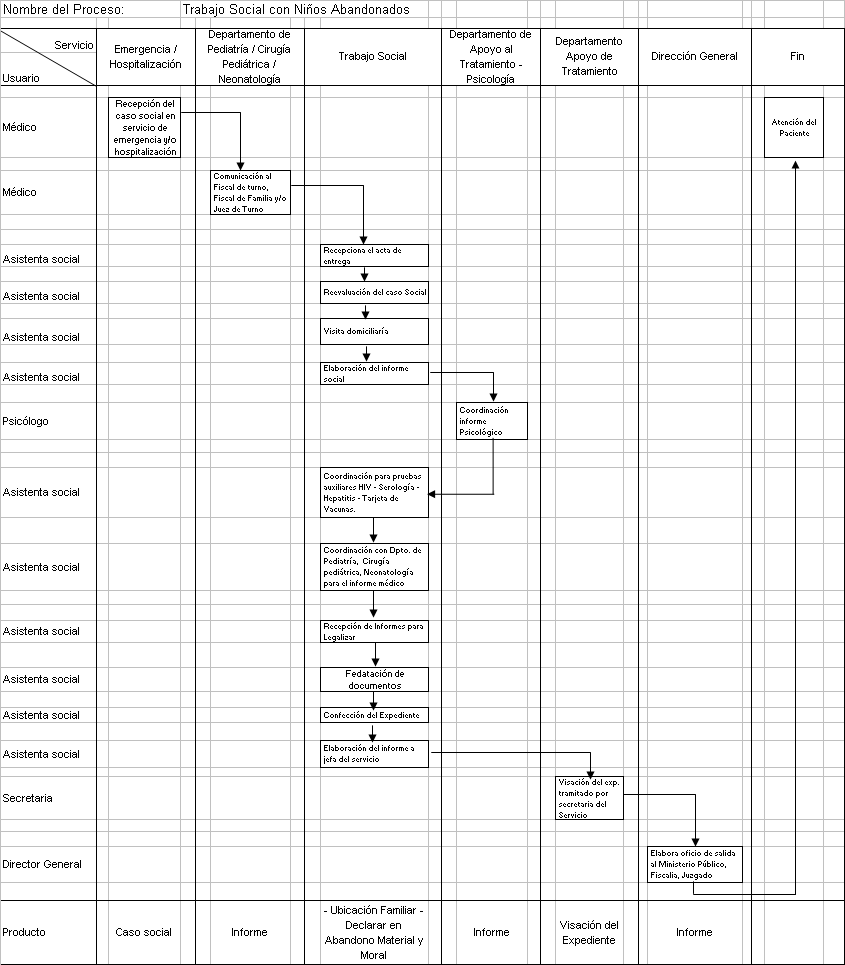 Nombre del Proceso: Trabajo Social con Niños Abandonados
Servicio
Usuario
Emergencia /
Hospitalización
Departamento de
Pediatría / Cirugía
Pediátrica /
Neonatología
Trabajo Social
Departamento de
Apoyo al
Tratamiento -
Psicología
Departamento
Apoyo de
Tratamiento
Dirección General
Fin
Médico
Recepción del
caso social en
servicio de
emergencia y/o
hospitalización
Atención del
Paciente
Médico
Comunicación al
Fiscal de turno,
Fiscal de Familia y/o
Juez de Turno
Asistenta social
Recepciona el acta de
entrega
Asistenta social
Reevaluación del caso Social
Asistenta social
Visita domiciliaría
Asistenta social
Elaboración del informe
social
Psicólogo
Coordinación
informe
Psicológico
Asistenta social
Coordinación para pruebas
auxiliares HIV - Serología -
Hepatitis - Tarjeta de
Vacunas.
Asistenta social
Coordinación con Dpto. de
Pediatría, Cirugía
pediátrica, Neonatología
para el informe médico
Asistenta social
Recepción de Informes para
Legalizar
Asistenta social
Fedatación de
documentos
Asistenta social
Confección del Expediente
Asistenta social
Elaboración del informe a
jefa del servicio
Secretaria
Visación del exp.
tramitado por
secretaria del
Servicio
Director General
Elabora oficio de salida
al Ministerio Público,
Fiscalía, Juzgado
Producto
Caso social
Informe
- Ubicación Familiar -
Declarar en
Abandono Material y
Moral
Informe
Visación del
Expediente
Informe